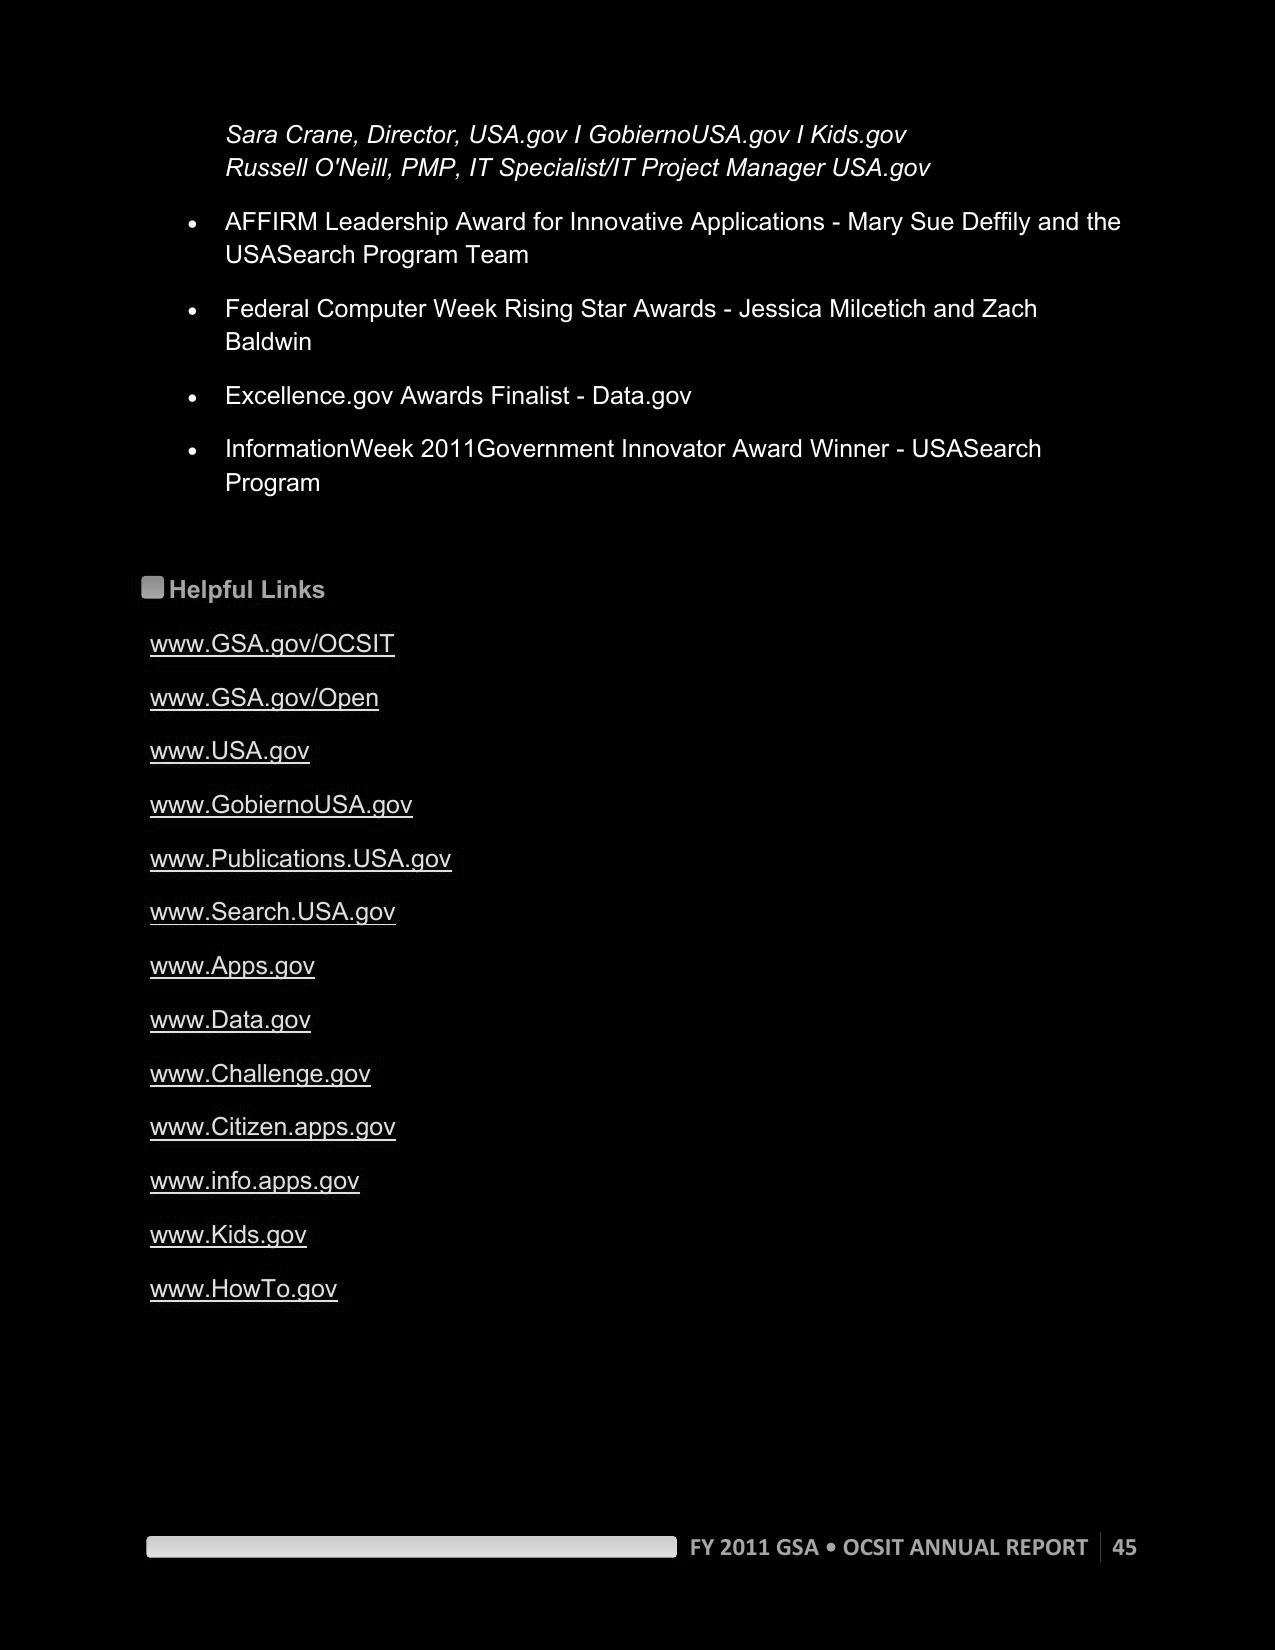 Sara Crane, Director, USA.gov I GobiernoUSA.gov I Kids.gov
Russell O'Neill, PMP, IT Specialist/IT Project Manager USA.gov
• AFFIRM Leadership Award for Innovative Applications - Mary Sue Deffily and the
USASearch Program Team
• Federal Computer Week Rising Star Awards - Jessica Milcetich and Zach
Baldwin
• Excellence.gov Awards Finalist - Data.gov
• InformationWeek 2011Government Innovator Award Winner - USASearch
Program
Helpful Links
www.GSA.gov/OCSIT
www.GSA.gov/Open
www.USA.gov
www.GobiernoUSA.gov
www.Publications.USA.gov
www.Search.USA.gov
www.Apps.gov
www.Data.gov
www.Challenge.gov
www.Citizen.apps.gov
www.info.apps.gov
www.Kids.gov
www.HowTo.gov
FY 2011 GSA • OCSIT ANNUAL REPORT 45